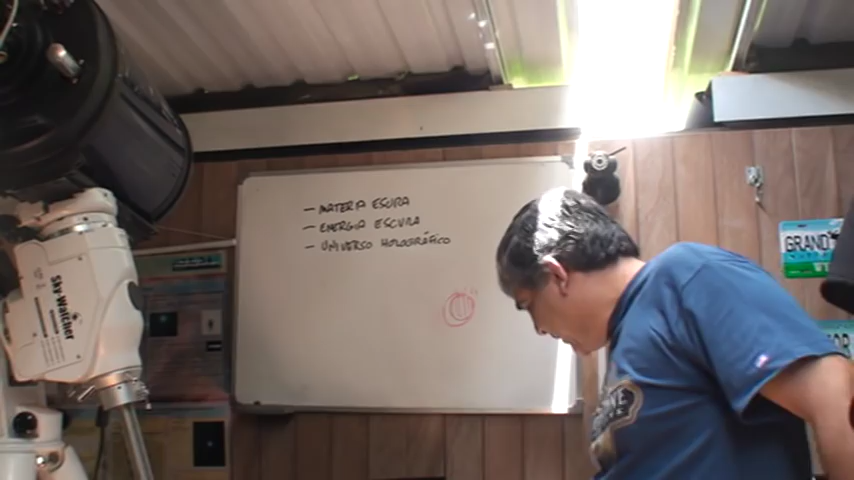 - MATERIA ESCURA
- ENERGIA ESCURA
- UNIVERSO HOLOGRÁFICO
Sky-Watcher
GRAND